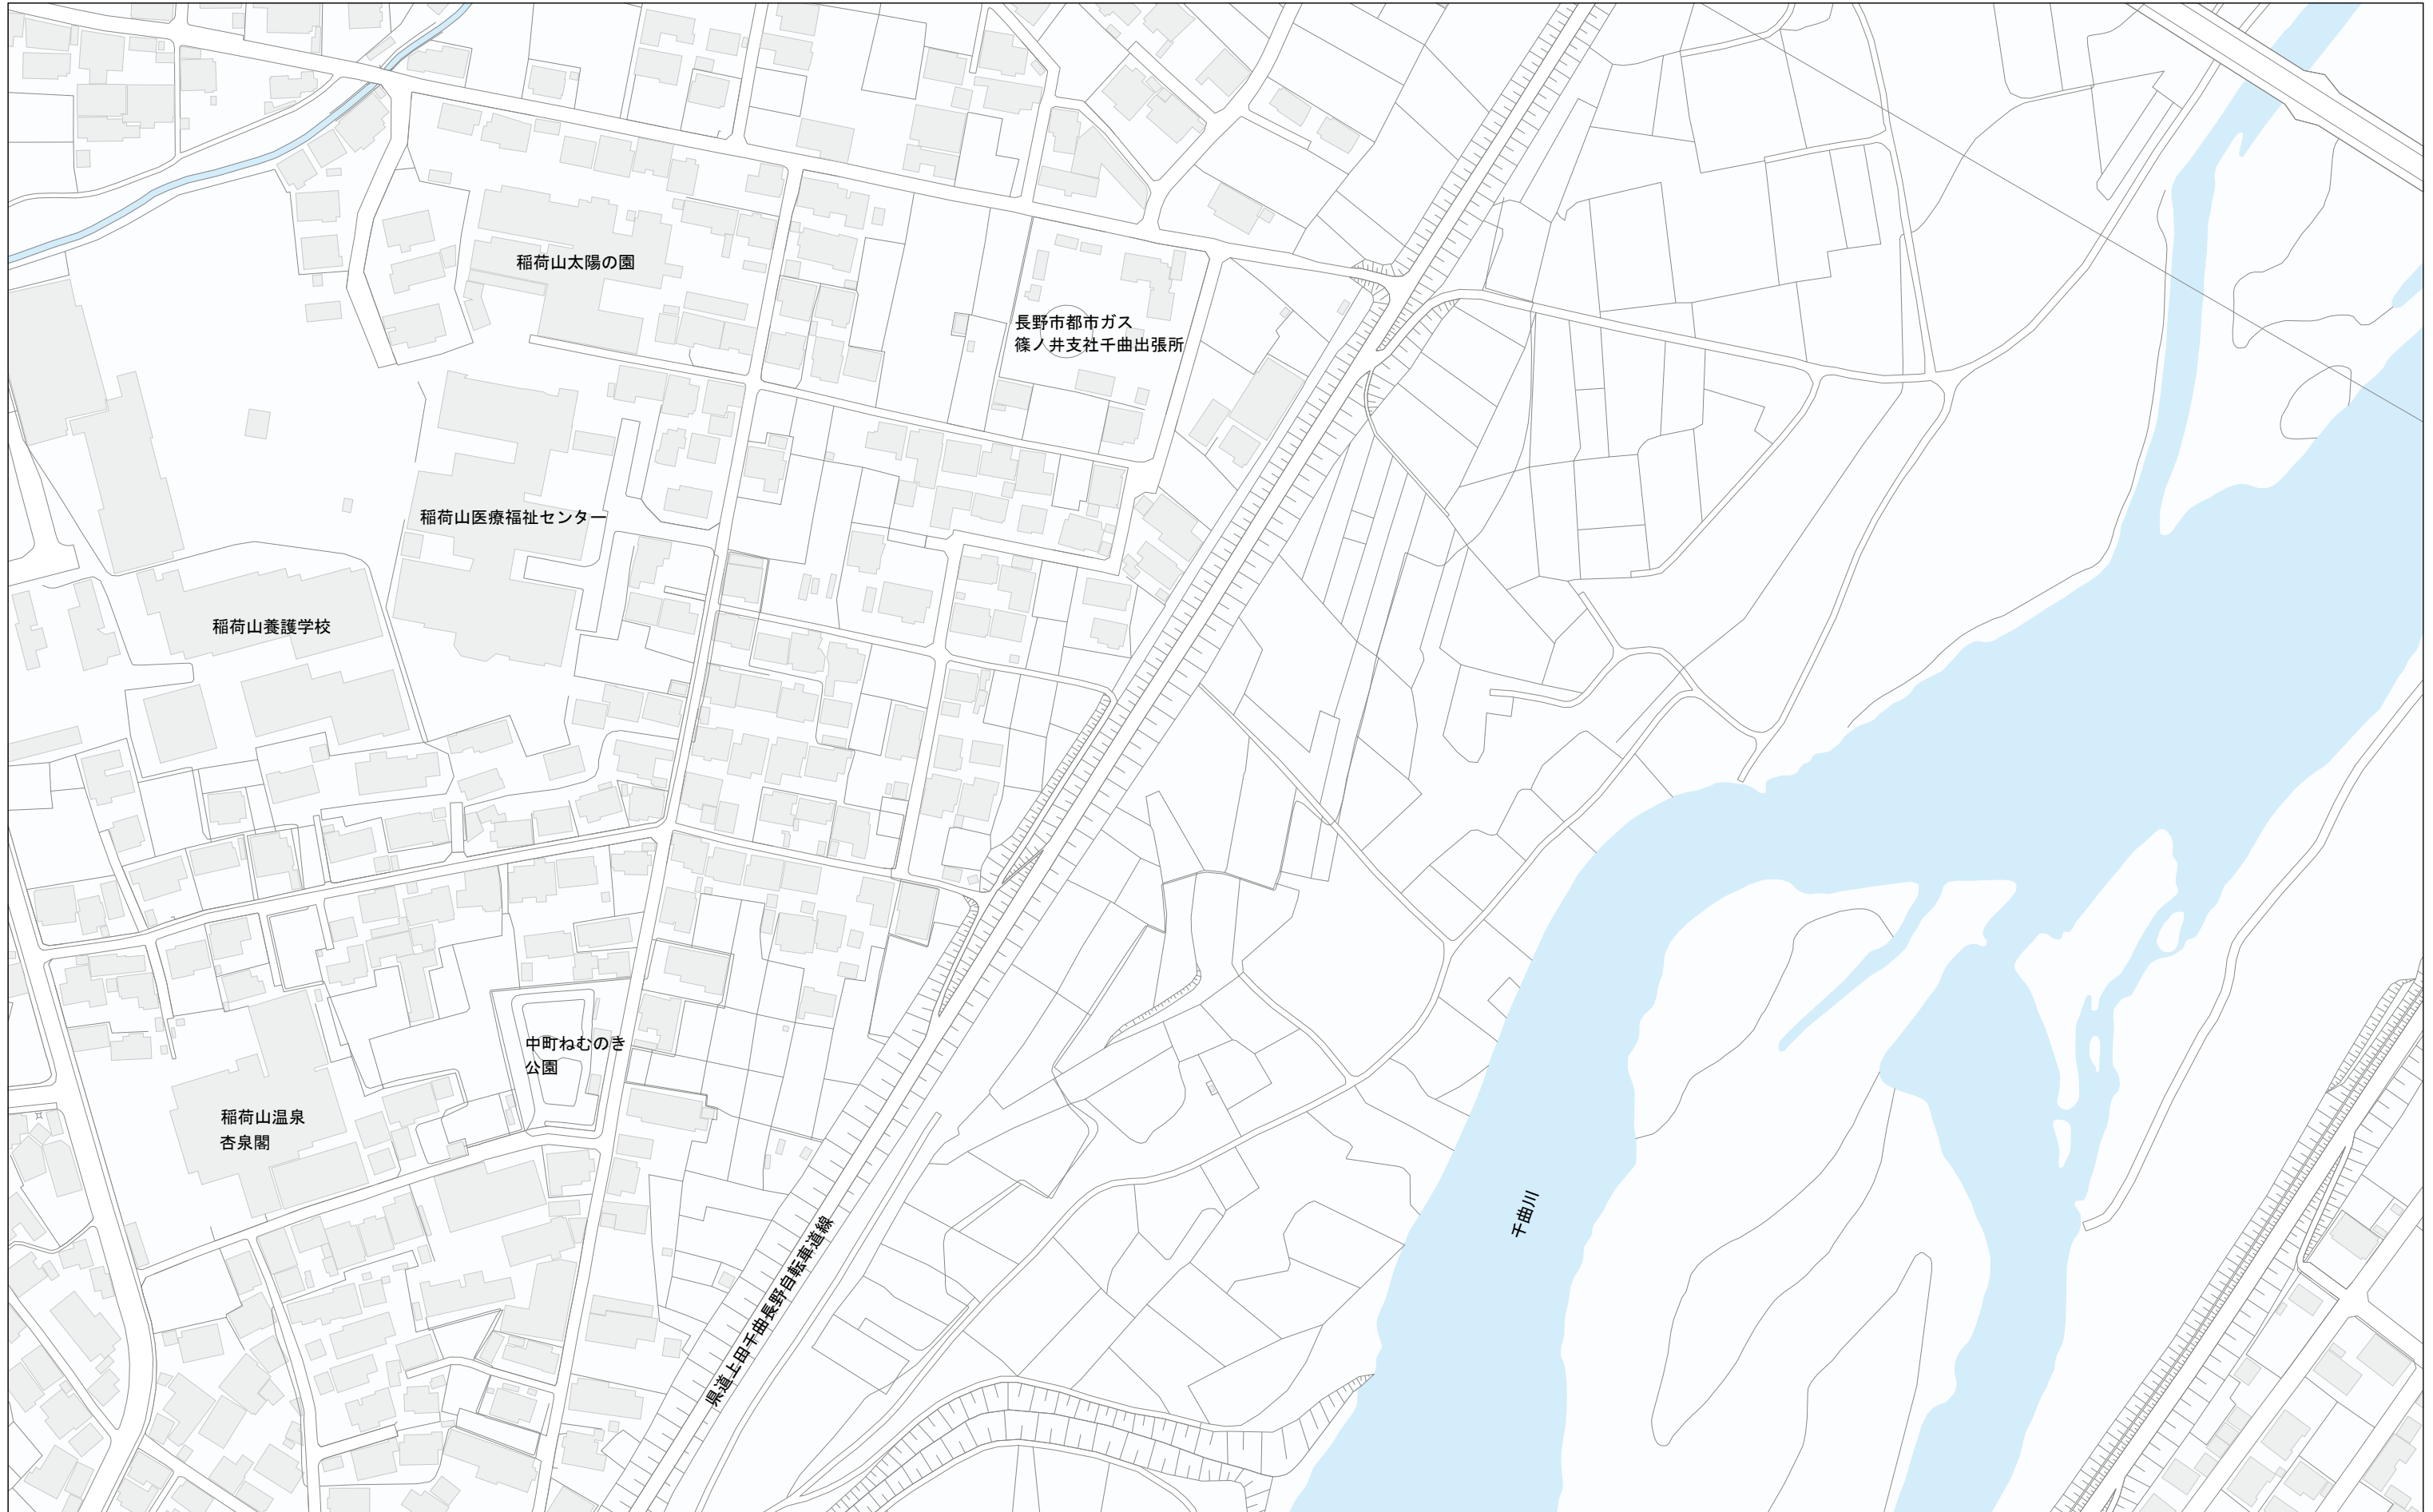 稲荷山太陽の園
長野市都市ガス
篠ノ井支社千曲出張所
稲荷山医療福祉センター
稲荷山養護学校
中町ねむのき
公園
稲荷山温泉
杏泉閣
千曲川
県道上田千曲長野自転車道線